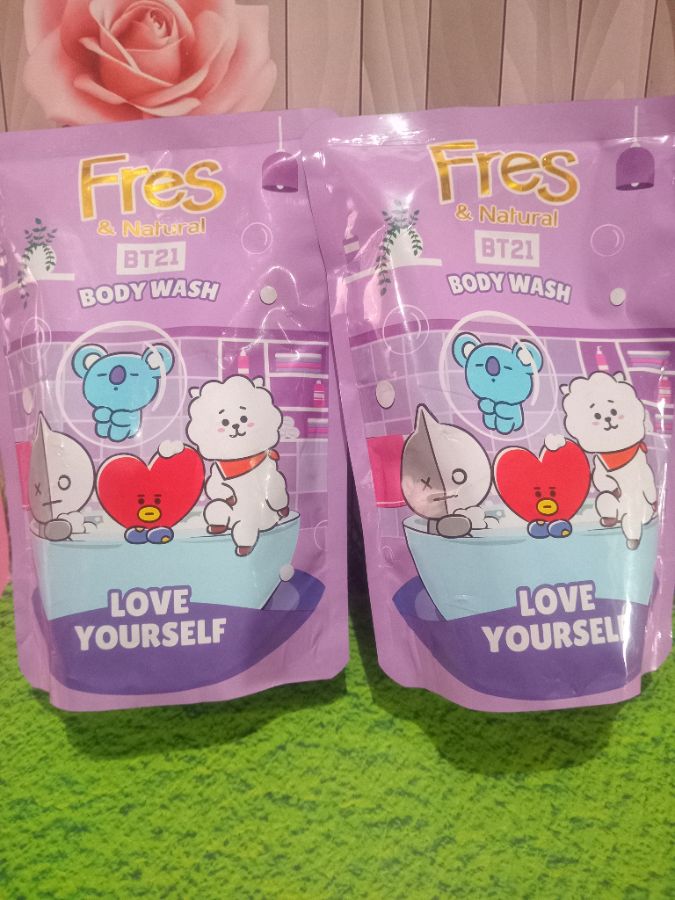 Fres
& Natural
BT21
BODY WASH
LOVE
YOURSELF
Fres
& Natural
BT21
BODY WASH
LOVE
YOURSELF